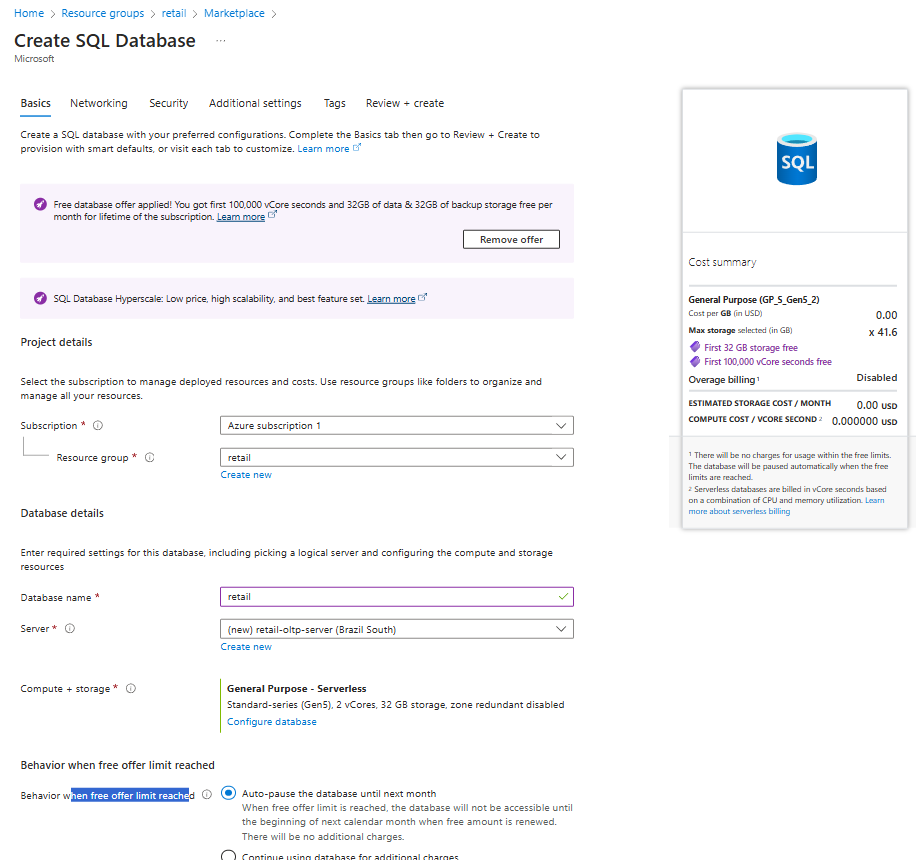 Home > Resource groups > retail > Marketplace >
Create SQL Database ...
Microsoft
Basics Networking Security Additional settings Tags Review + create
Create a SQL database with your preferred configurations. Complete the Basics tab then go to Review + Create to
provision with smart defaults, or visit each tab to customize. Learn more
Free database offer applied! You got first 100,000 vCore seconds and 32GB of data & 32GB of backup storage free per
month for lifetime of the subscription. Learn more
Remove offer
SQL Database Hyperscale: Low price, high scalability, and best feature set. Learn more
Project details
Select the subscription to manage deployed resources and costs. Use resource groups like folders to organize and
manage all your resources.
Subscription *
Azure subscription 1
Resource group *
retail
Create new
Database details
Enter required settings for this database, including picking a logical server and configuring the compute and storage
resources
Database name *
retail
Server *
(new) retail-oltp-server (Brazil South)
Create new
Compute + storage *
General Purpose - Serverless
Standard-series (Gen5), 2 vCores, 32 GB storage, zone redundant disabled
Configure database
Behavior when free offer limit reached
Behavior when free offer limit reached
Auto-pause the database until next month
When free offer limit is reached, the database will not be accessible until
the beginning of next calendar month when free amount is renewed.
There will be no additional charges.
Continue using database for additional charges
SQL
Cost summary
General Purpose (GP_S_Gen5_2)
Cost per GB (in USD) 0.00
Max storage selected (in GB) x 41.6
First 32 GB storage free
First 100,000 vCore seconds free
Overage billing ¹ Disabled
ESTIMATED STORAGE COST / MONTH 0.00 USD
COMPUTE COST / VCORE SECOND ² 0.000000 USD
¹ There will be no charges for usage within the free limits.
The database will be paused automatically when the free
limits are reached.
² Serverless databases are billed in vCore seconds based
on a combination of CPU and memory utilization. Learn
more about serverless billing